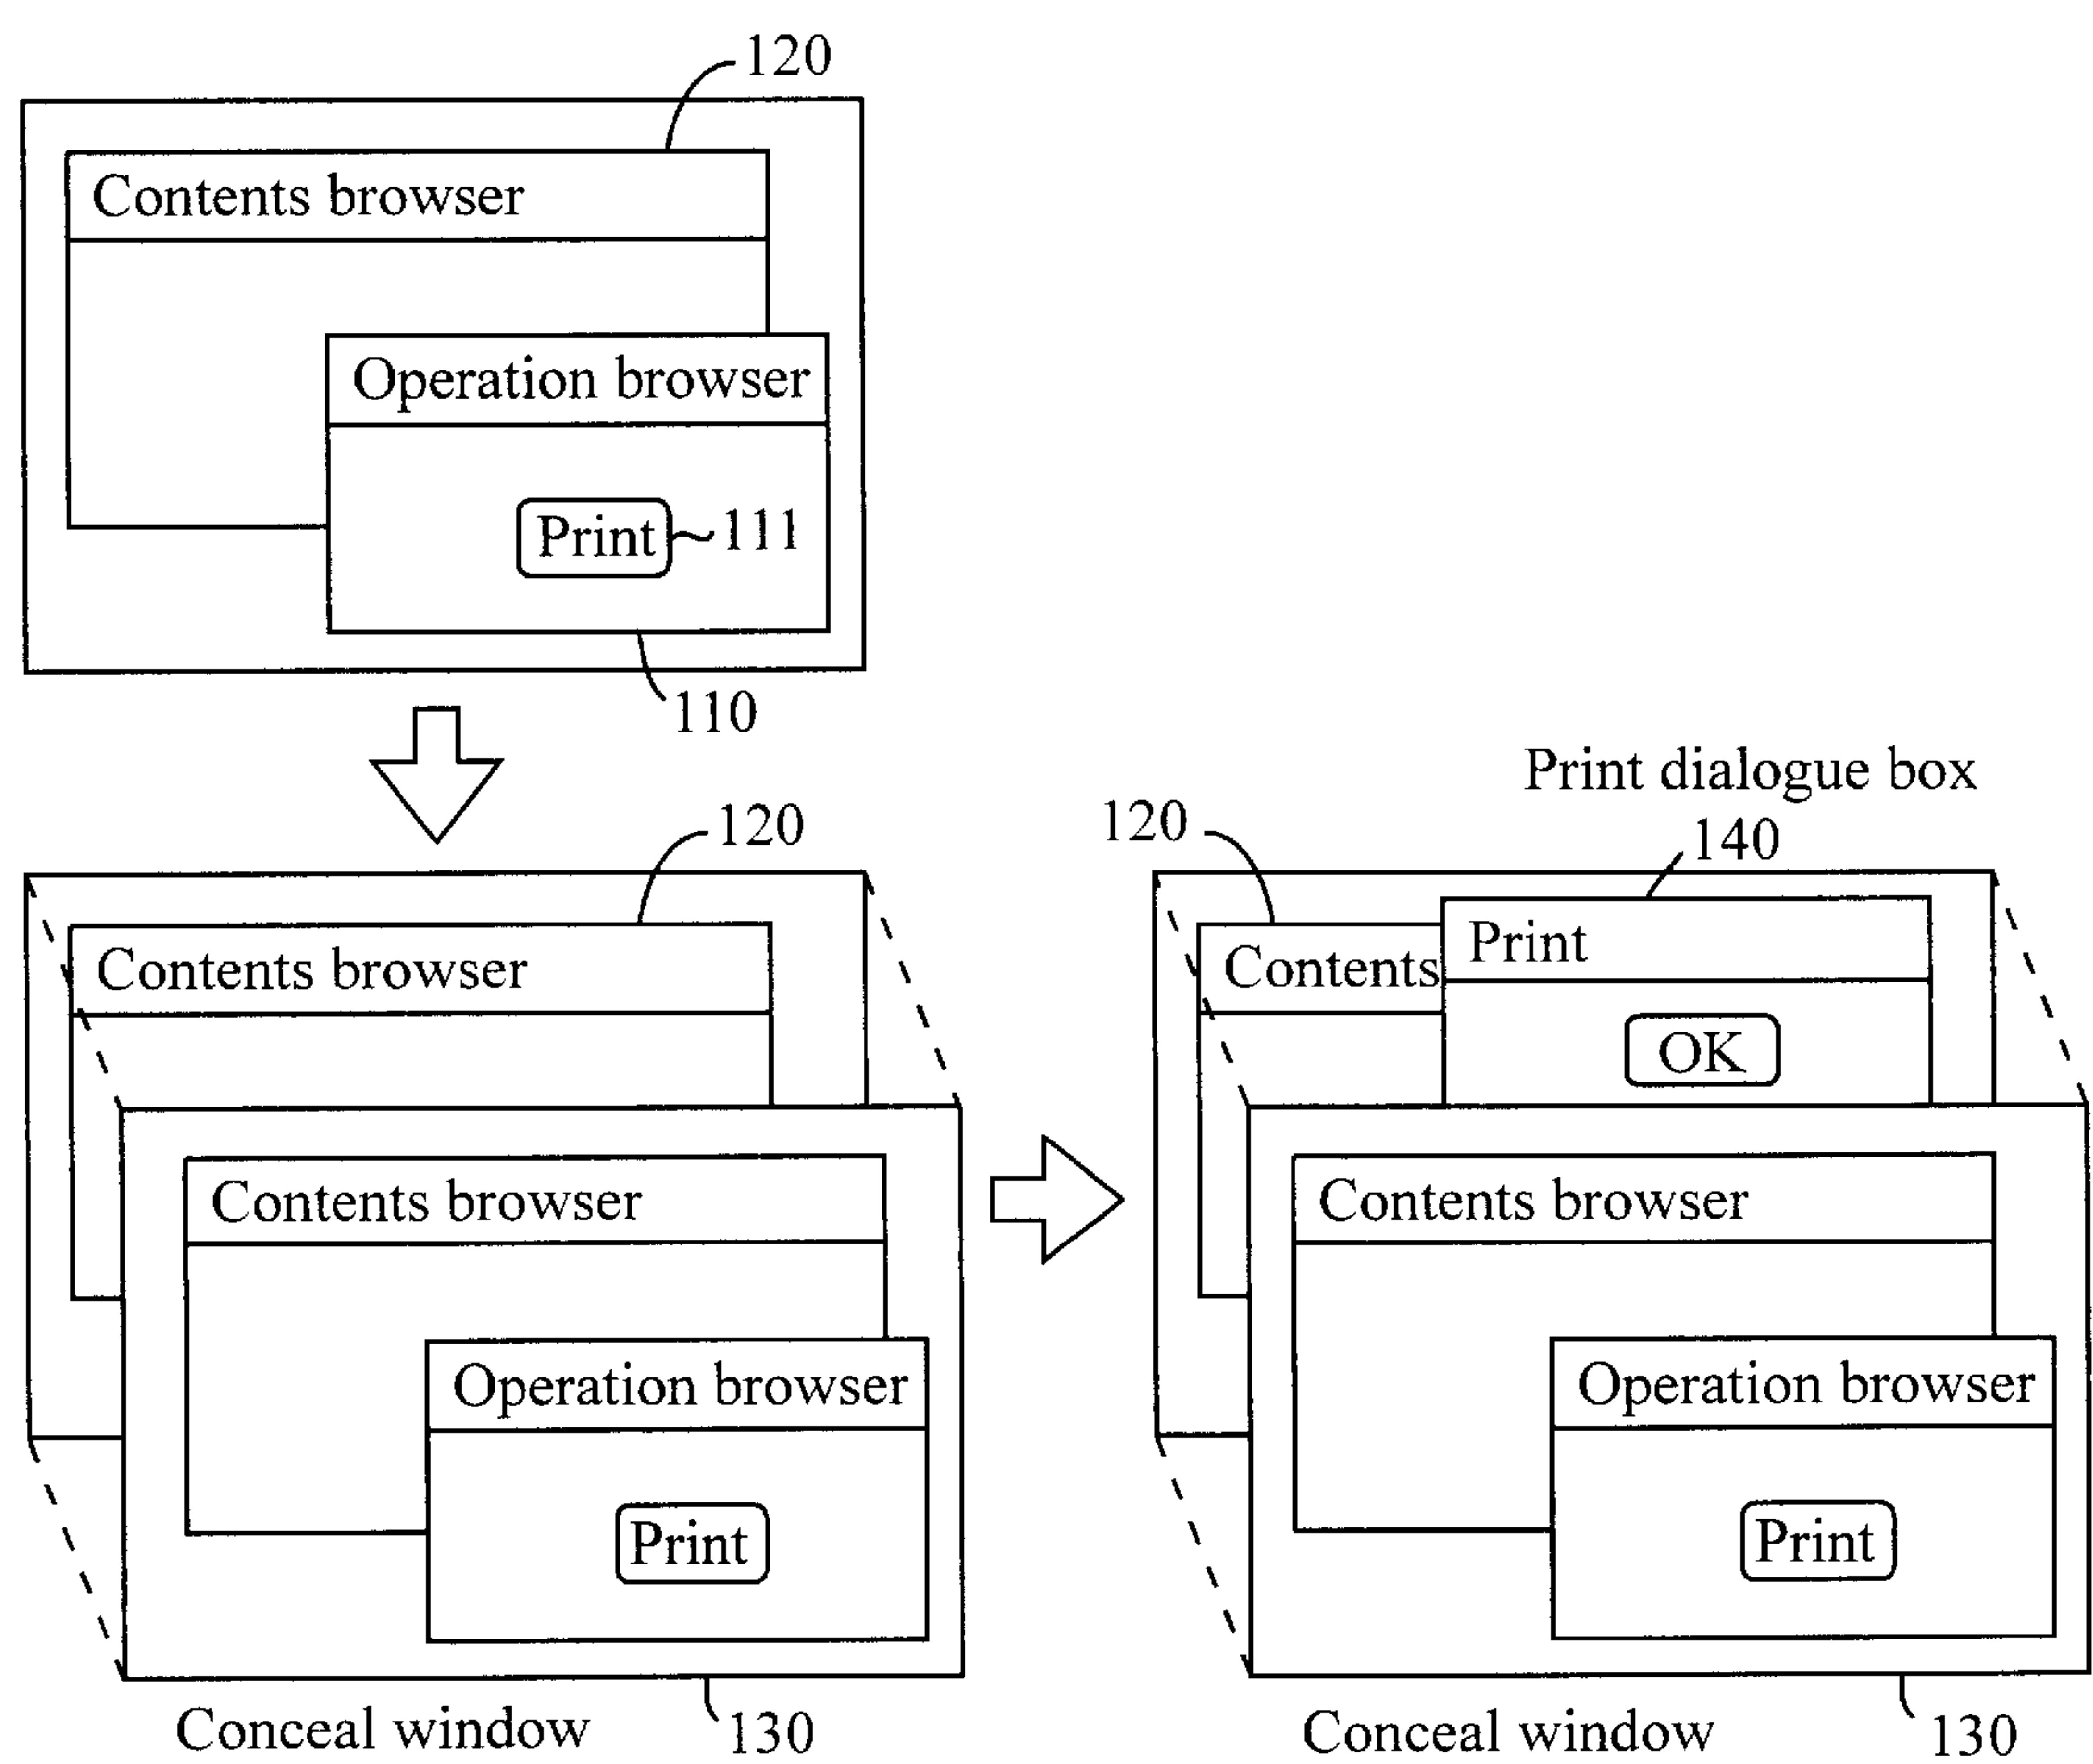 120
Contents browser
Operation browser
Print 111
110
120
Contents browser
Contents browser
Operation browser
Print
Conceal window 130
Print dialogue box
120 140
Contents Print
OK
Contents browser
Operation browser
Print
Conceal window 130